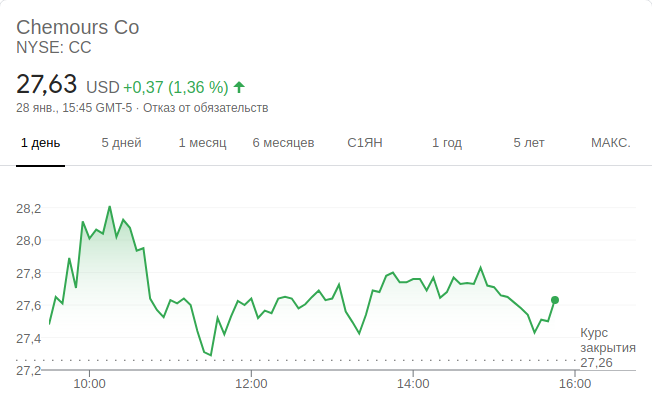 Chemours Co
NYSE: CC
27,63 USD +0,37 (1,36 %)
28 янв., 15:45 GMT-5 · Отказ от обязательств
1 день 5 дней 1 месяц 6 месяцев С1ЯН 1 год 5 лет МАКС.
28,2
28,0
27,8
27,6
27,4
27,2
Курс
закрытия
27,26
10:00 12:00 14:00 16:00